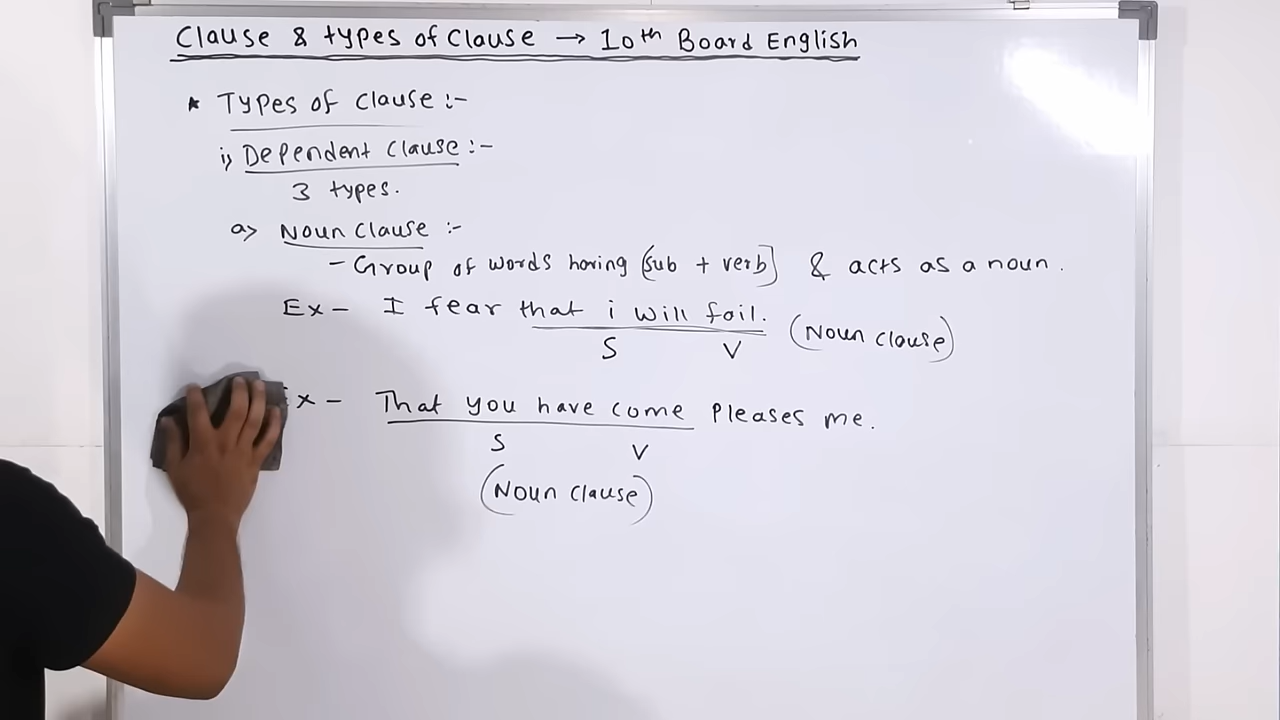 Clause & types of Clause → 10th Board English
* Types of clause :-
i) Dependent clause :-
3 types.
a) Noun clause :-
- Group of words having [sub + verb] & acts as a noun.
Ex - I fear that i will fail. (Noun clause)
S V
Ex - That you have come Pleases me.
S V
(Noun clause)